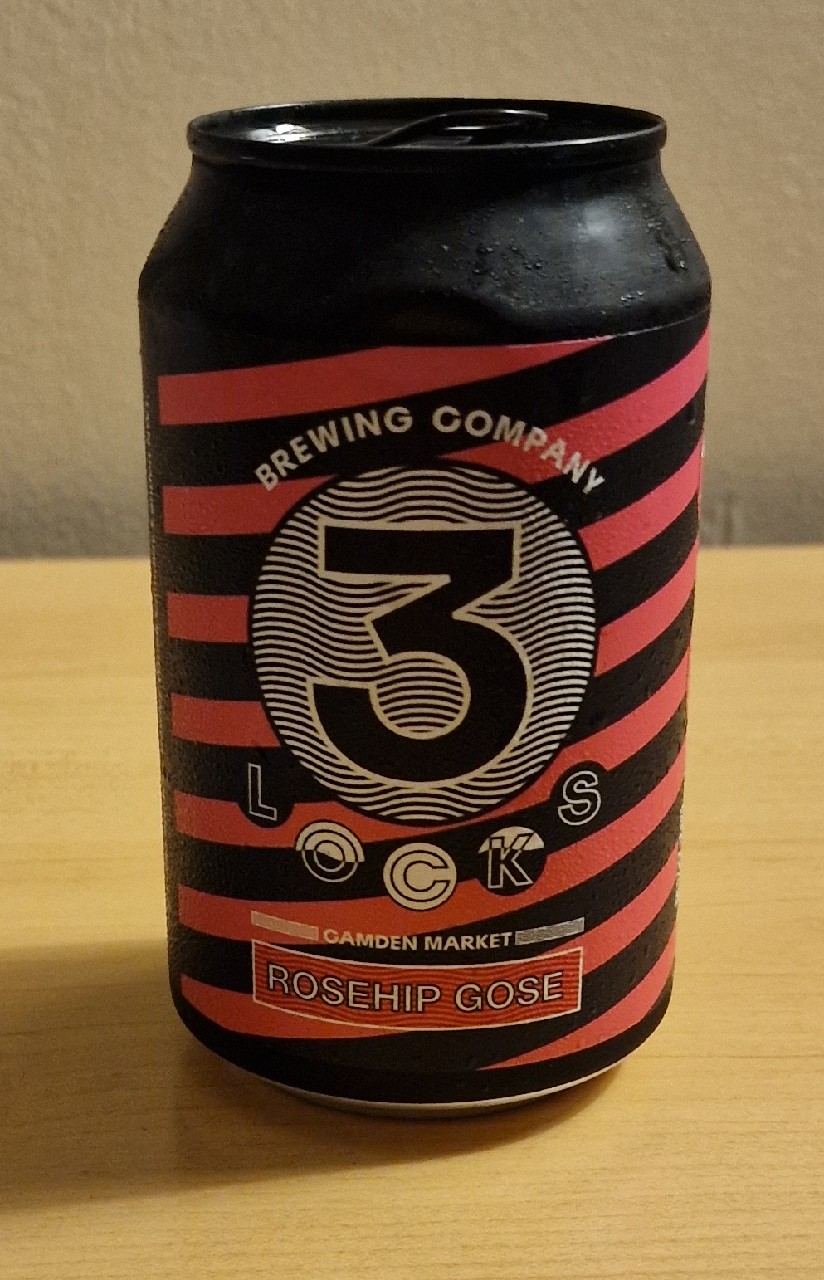 BREWING COMPANY
3
LOCKS
CAMDEN MARKET
ROSEHIP GOSE